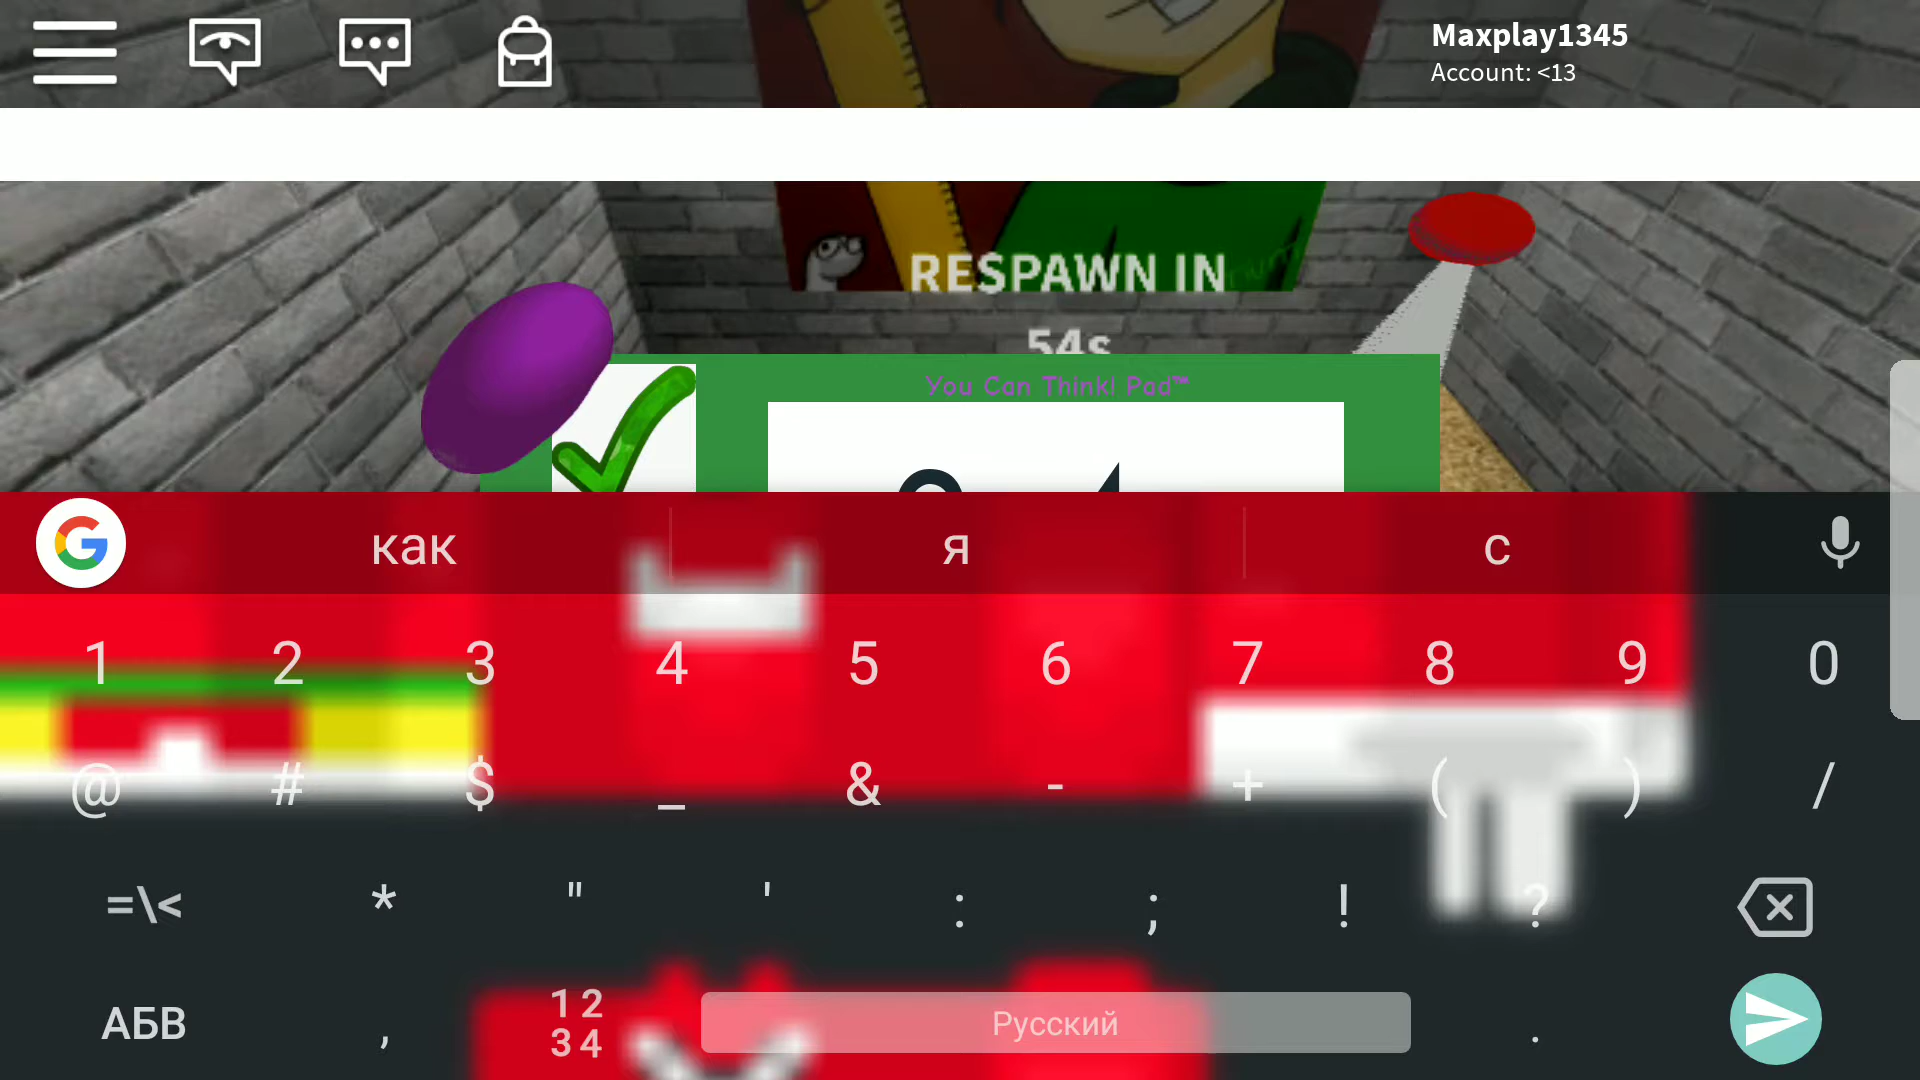 Maxplay1345
Account: <13
RESPAWN IN
54s
You Can Think! Pad™
как я с
1 2 3 4 5 6 7 8 9 0
@ # $ _ & - + ( ) /
=\< * " ' : ; ! ?
АБВ , 12 Русский .
34